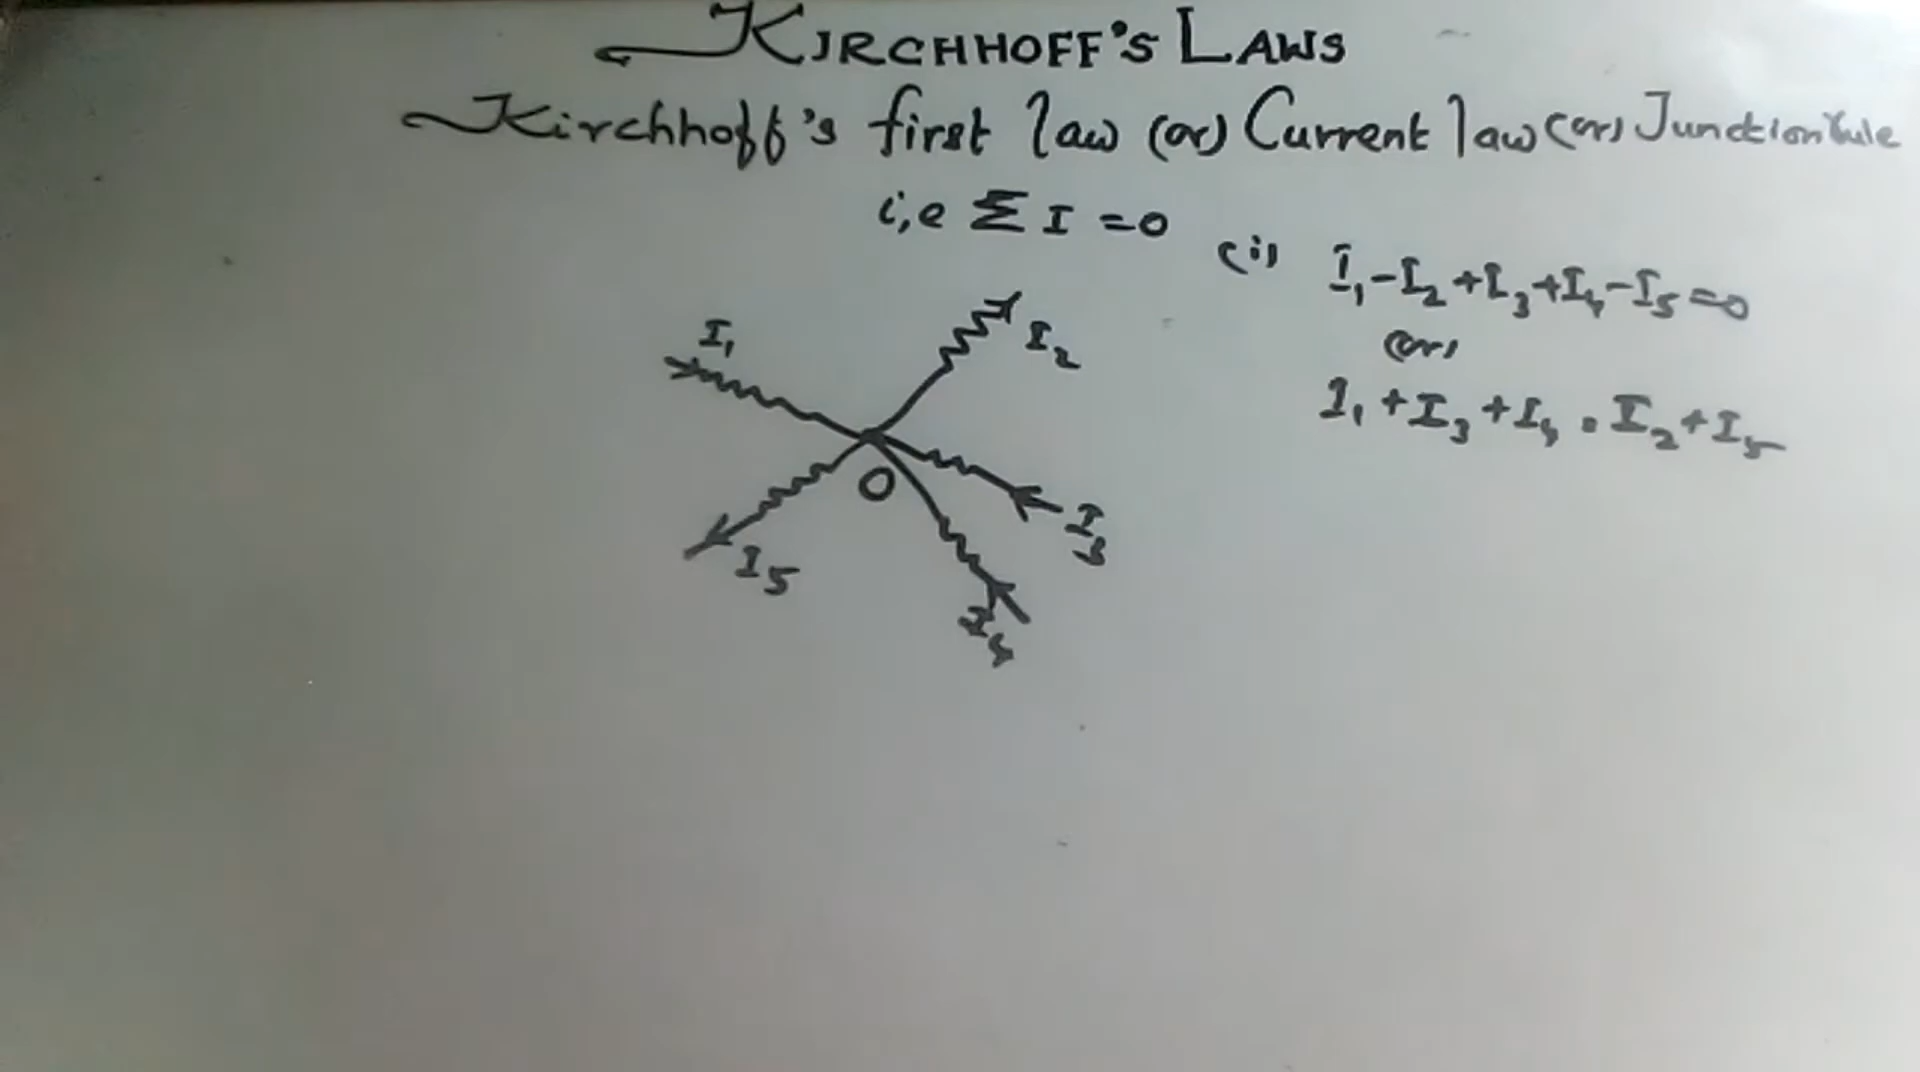 KIRCHHOFF'S LAWS
Kirchhoff's first law (or) Current law (or) Junction rule
i,e Σ I =0
(i) I₁-I₂+I₃+I₄-I₅=0
(or)
I₁+I₃+I₄=I₂+I₅
I₁
I₂
O
I₃
I₅
I₄